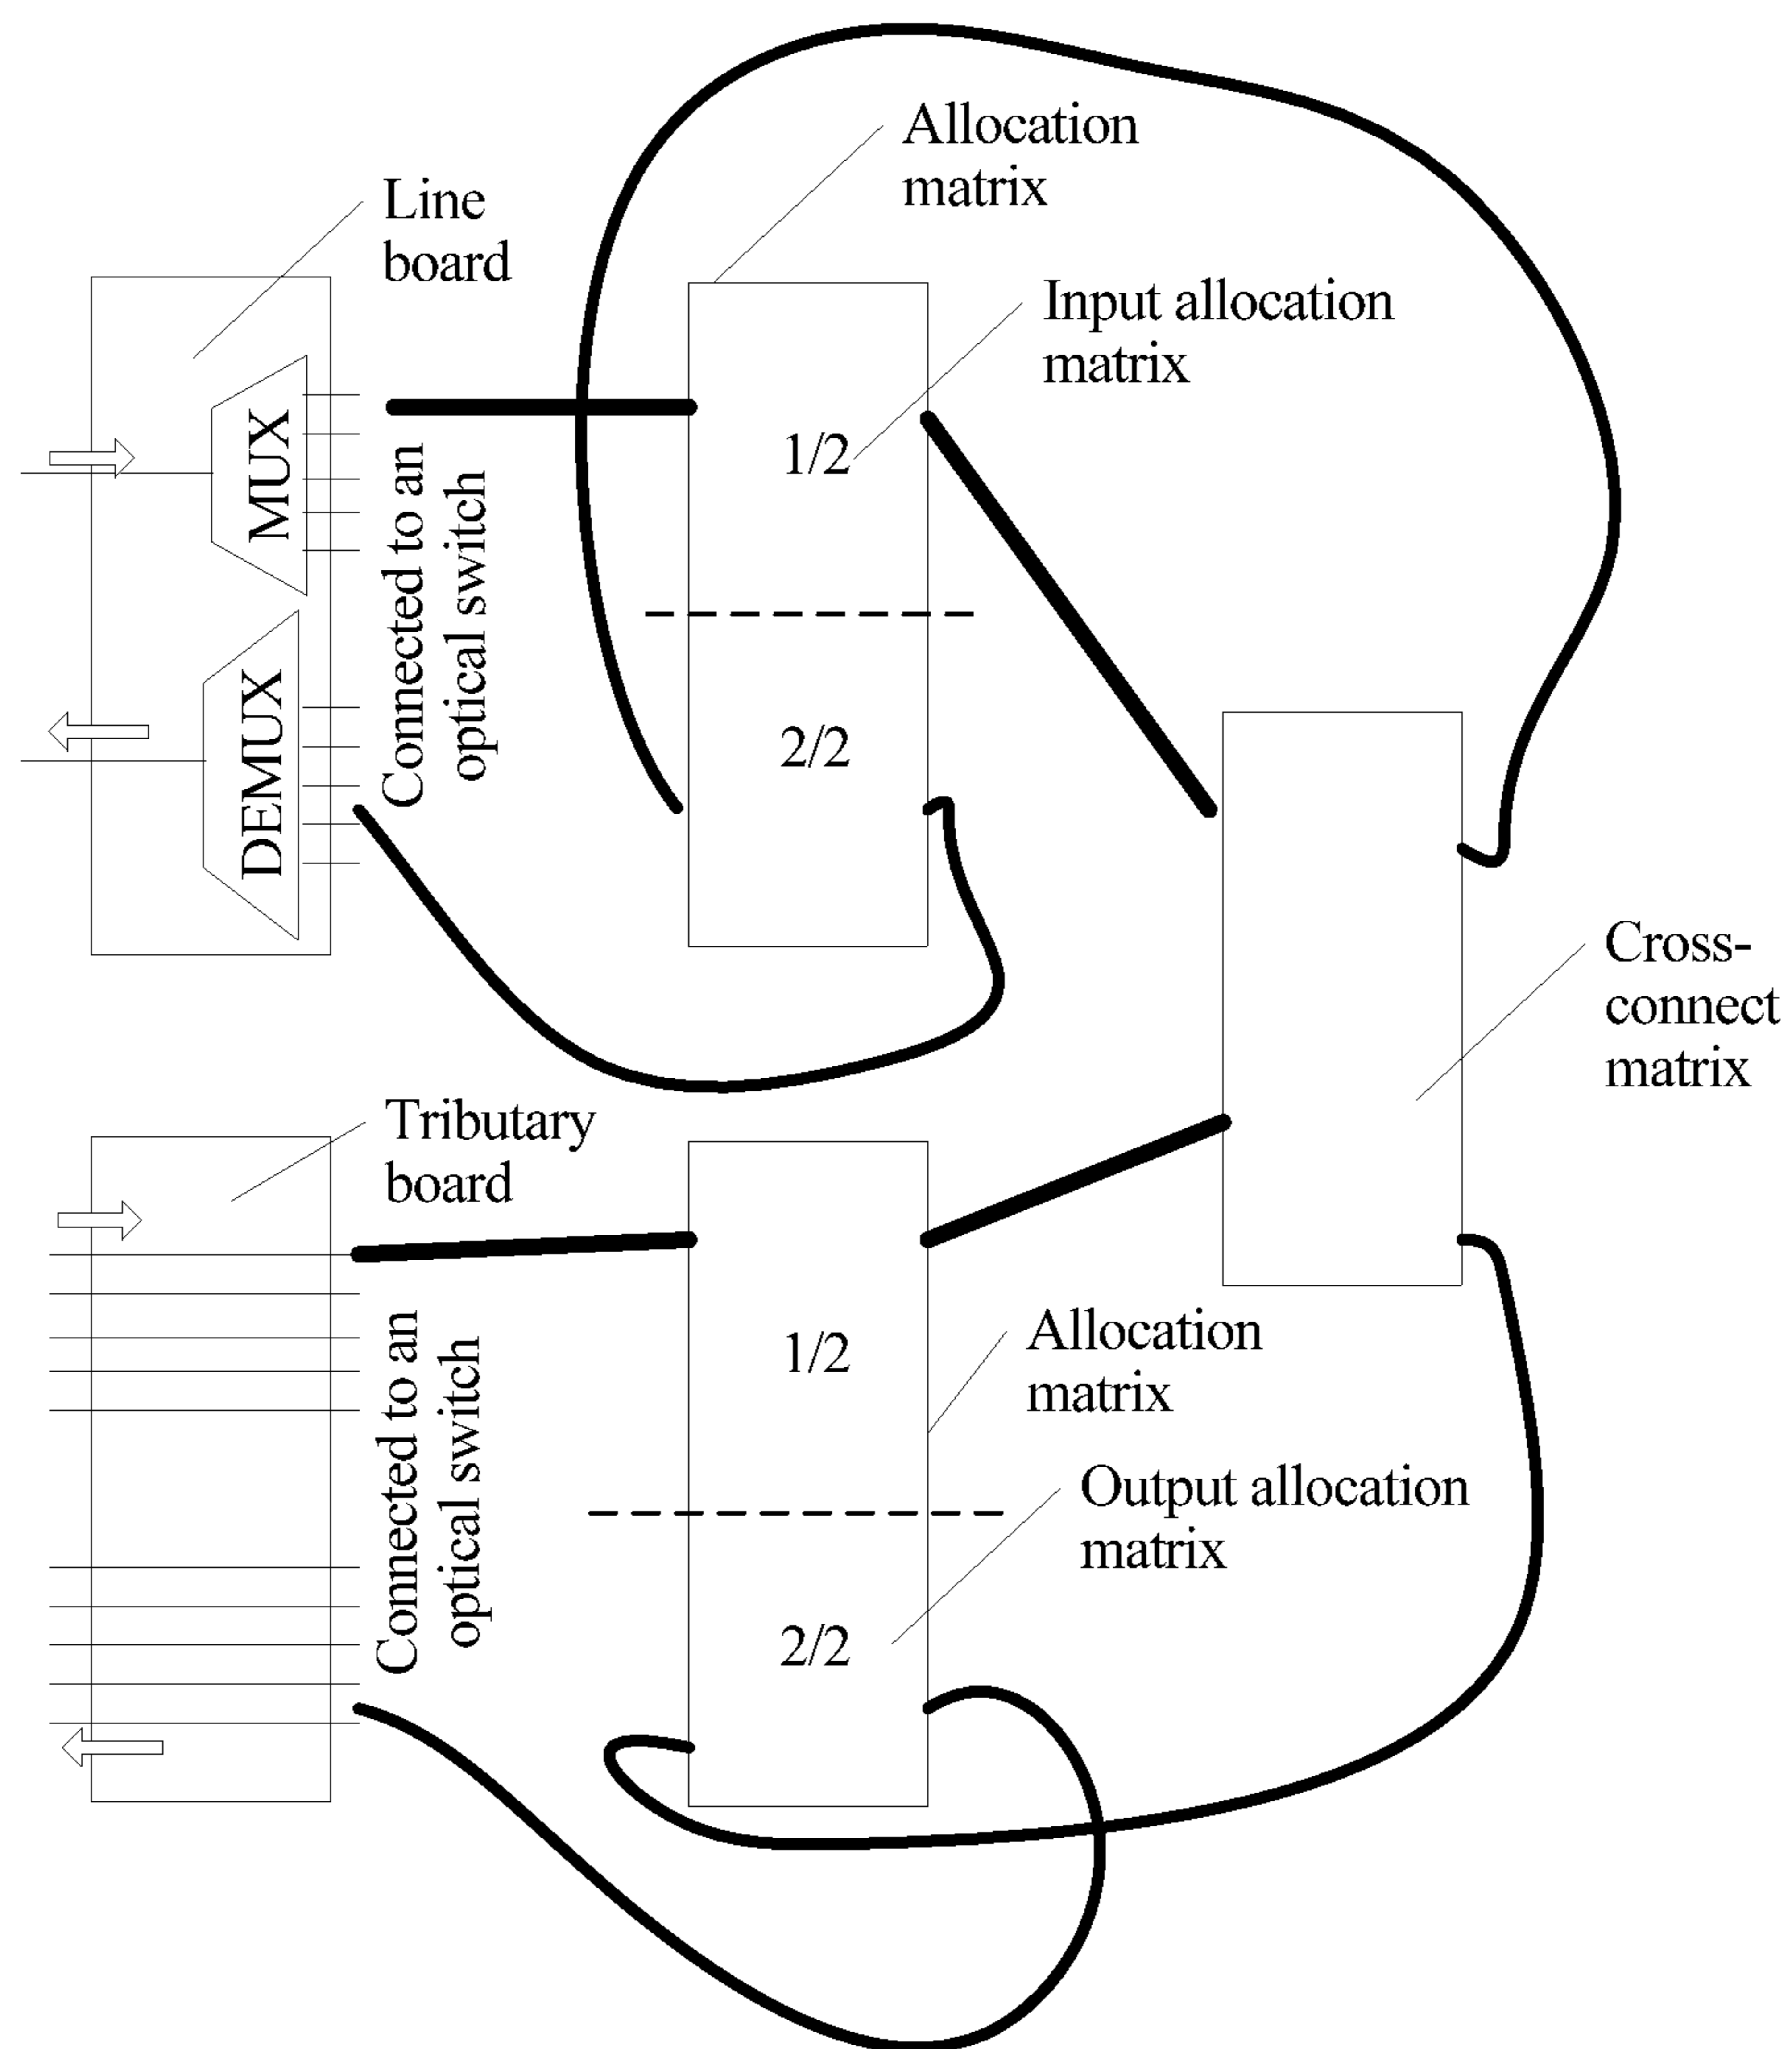 Allocation
matrix
Line
board
Input allocation
matrix
MUX
1/2
Connected to an
optical switch
DEMUX
2/2
Cross-
connect
matrix
Tributary
board
Allocation
matrix
1/2
Connected to an
optical switch
Output allocation
matrix
2/2